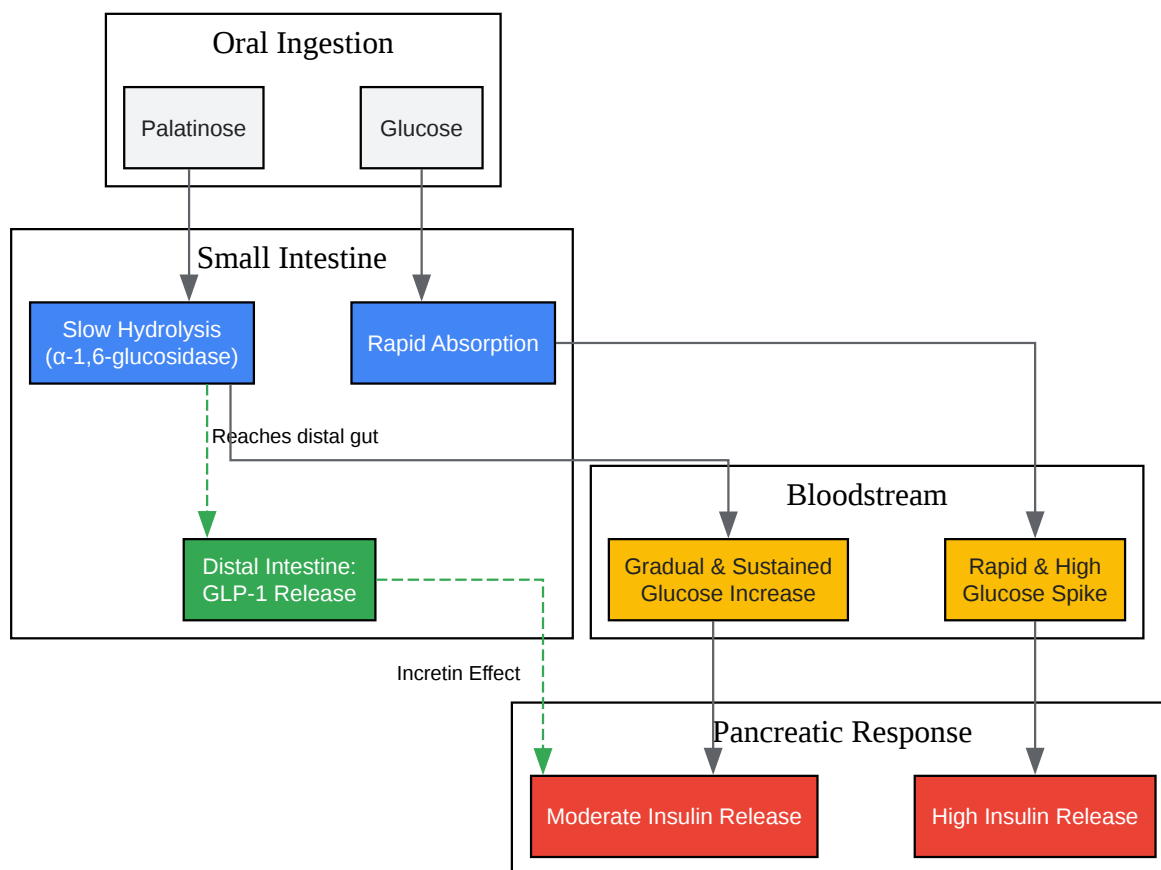 Oral Ingestion
Palatinose
Glucose
Small Intestine
Slow Hydrolysis
(α-1,6-glucosidase)
Rapid Absorption
Reaches distal gut
Bloodstream
Distal Intestine:
GLP-1 Release
Gradual & Sustained
Glucose Increase
Rapid & High
Glucose Spike
Incretin Effect
Pancreatic Response
Moderate Insulin Release
High Insulin Release